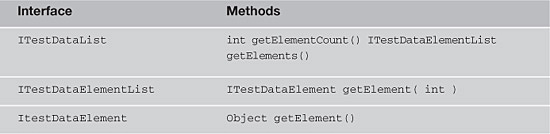 Interface Methods
ITestDataList int getElementCount() ITestDataElementList
getElements()
ITestDataElementList ITestDataElement getElement( int )
ItestDataElement Object getElement()